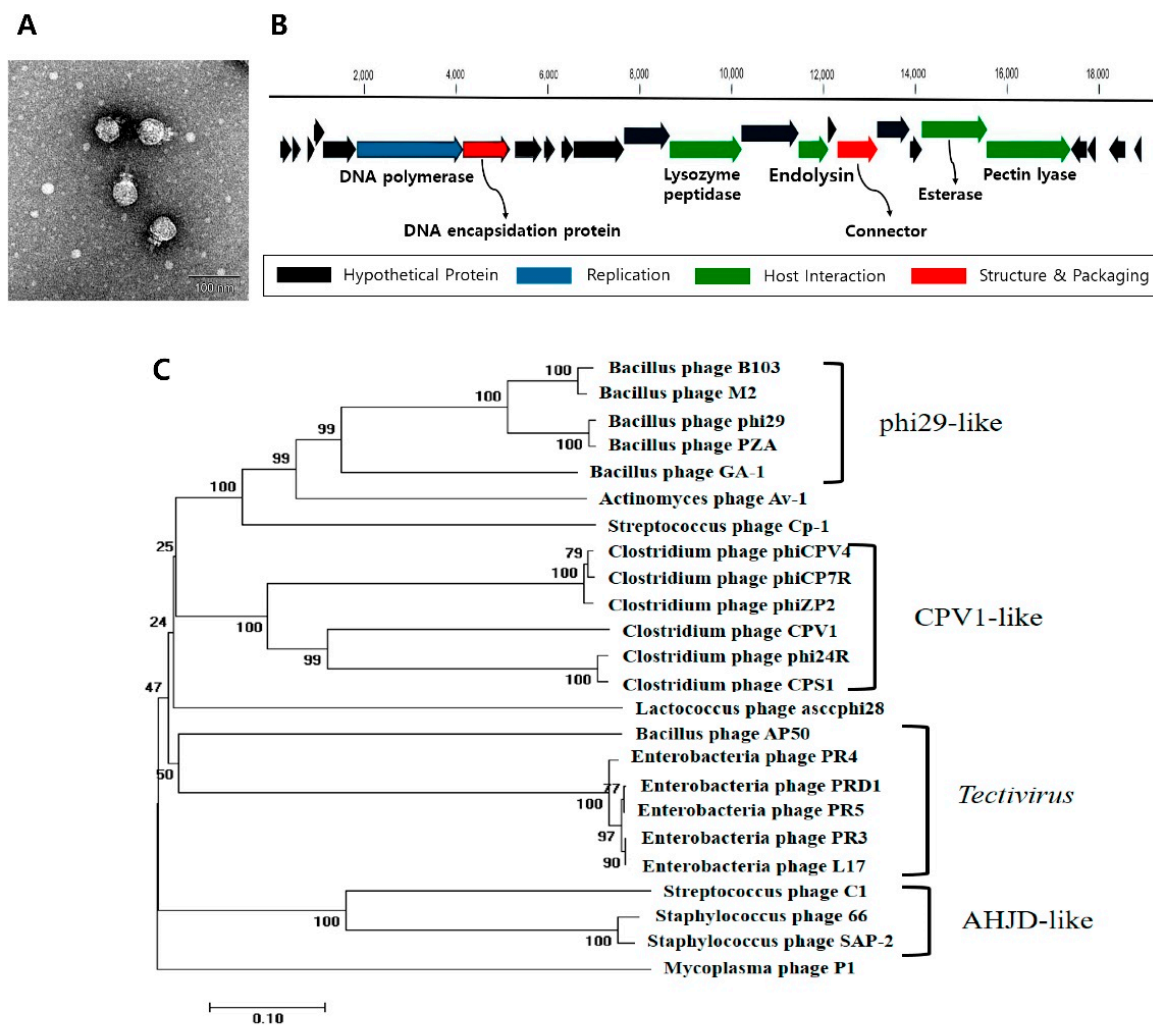 A
100 nm
B
2,000 4,000 6,000 8,000 10,000 12,000 14,000 16,000 18,000
DNA polymerase
DNA encapsidation protein
Lysozyme
peptidase
Endolysin
Connector
Esterase
Pectin lyase
Hypothetical Protein Replication Host Interaction Structure & Packaging
C
100 Bacillus phage B103
Bacillus phage M2
100
Bacillus phage phi29
100 Bacillus phage PZA
99
Bacillus phage GA-1
phi29-like
99
Actinomyces phage Av-1
100
Streptococcus phage Cp-1
25
79 Clostridium phage phiCPV4
100 Clostridium phage phiCP7R
Clostridium phage phiZP2
24
100
Clostridium phage CPV1
99
Clostridium phage phi24R
100 Clostridium phage CPS1
CPV1-like
47
Lactococcus phage asccphi28
Bacillus phage AP50
50
Enterobacteria phage PR4
77 Enterobacteria phage PRD1
100 Enterobacteria phage PR5
97 Enterobacteria phage PR3
90 Enterobacteria phage L17
Tectivirus
Streptococcus phage C1
100
Staphylococcus phage 66
100 Staphylococcus phage SAP-2
AHJD-like
Mycoplasma phage P1
0.10